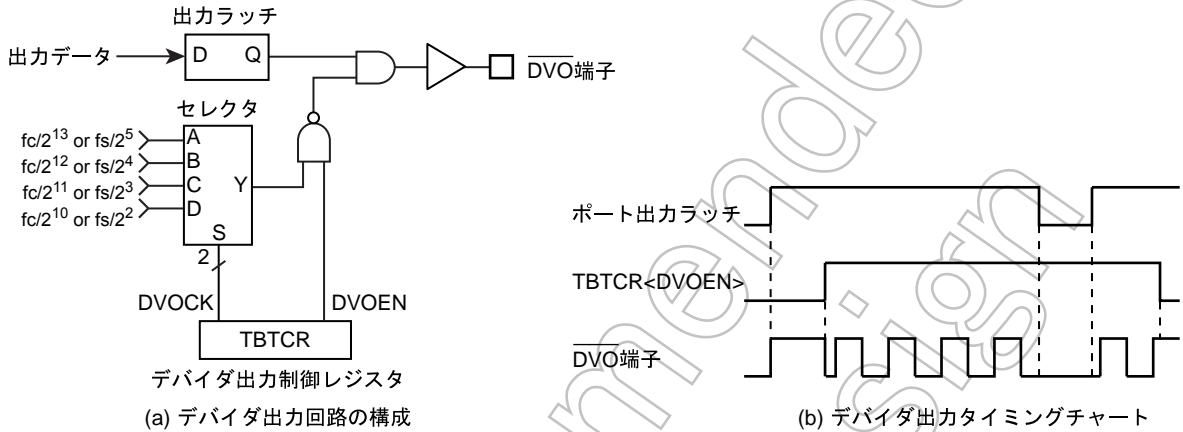 出力ラッチ
出力データ
D Q
DVO端子
セレクタ
fc/2^13 or fs/2^5
A
fc/2^12 or fs/2^4
B
fc/2^11 or fs/2^3
C
Y
fc/2^10 or fs/2^2
D
S
2
DVOCK
DVOEN
TBTCR
デバイダ出力制御レジスタ
(a) デバイダ出力回路の構成
ポート出力ラッチ
TBTCR<DVOEN>
DVO端子
(b) デバイダ出力タイミングチャート